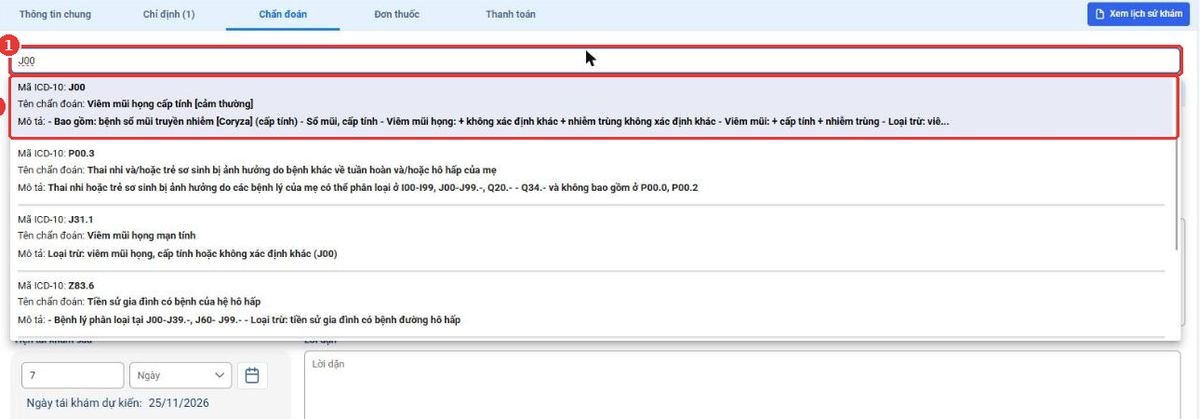 Thông tin chung
Chỉ định (1)
Chẩn đoán
Đơn thuốc
Thanh toán
Xem lịch sử khám
1
J00
Mã ICD-10: J00
Tên chẩn đoán: Viêm mũi họng cấp tính [cảm thường]
Mô tả: - Bao gồm: bệnh sổ mũi truyền nhiễm [Coryza] (cấp tính) - Sổ mũi, cấp tính - Viêm mũi họng: + không xác định khác + nhiễm trùng không xác định khác - Viêm mũi: + cấp tính + nhiễm trùng - Loại trừ: viê...
Mã ICD-10: P00.3
Tên chẩn đoán: Thai nhi và/hoặc trẻ sơ sinh bị ảnh hưởng do bệnh khác về tuần hoàn và/hoặc hô hấp của mẹ
Mô tả: Thai nhi hoặc trẻ sơ sinh bị ảnh hưởng do các bệnh lý của mẹ có thể phân loại ở I00-I99, J00-J99.-, Q20.- - Q34.- và không bao gồm ở P00.0, P00.2
Mã ICD-10: J31.1
Tên chẩn đoán: Viêm mũi họng mạn tính
Mô tả: Loại trừ: viêm mũi họng, cấp tính hoặc không xác định khác (J00)
Mã ICD-10: Z83.6
Tên chẩn đoán: Tiền sử gia đình có bệnh của hệ hô hấp
Mô tả: - Bệnh lý phân loại tại J00-J39.-, J60- J99.- - Loại trừ: tiền sử gia đình có bệnh đường hô hấp
Lời dặn
7
Ngày
Lời dặn
Ngày tái khám dự kiến: 25/11/2026